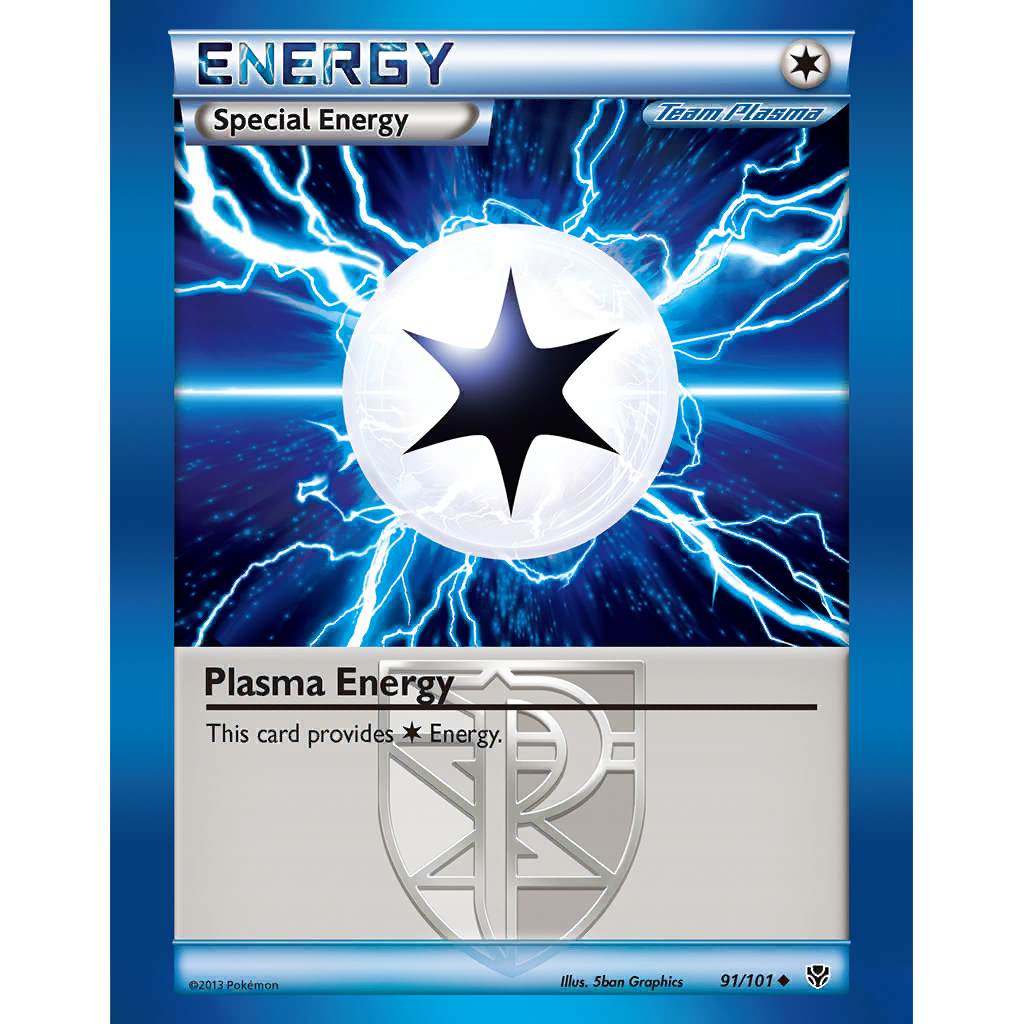 ENERGY
Special Energy
Team Plasma
Plasma Energy
This card provides ✶ Energy.
©2013 Pokémon
Illus. 5ban Graphics
91/101 ◆